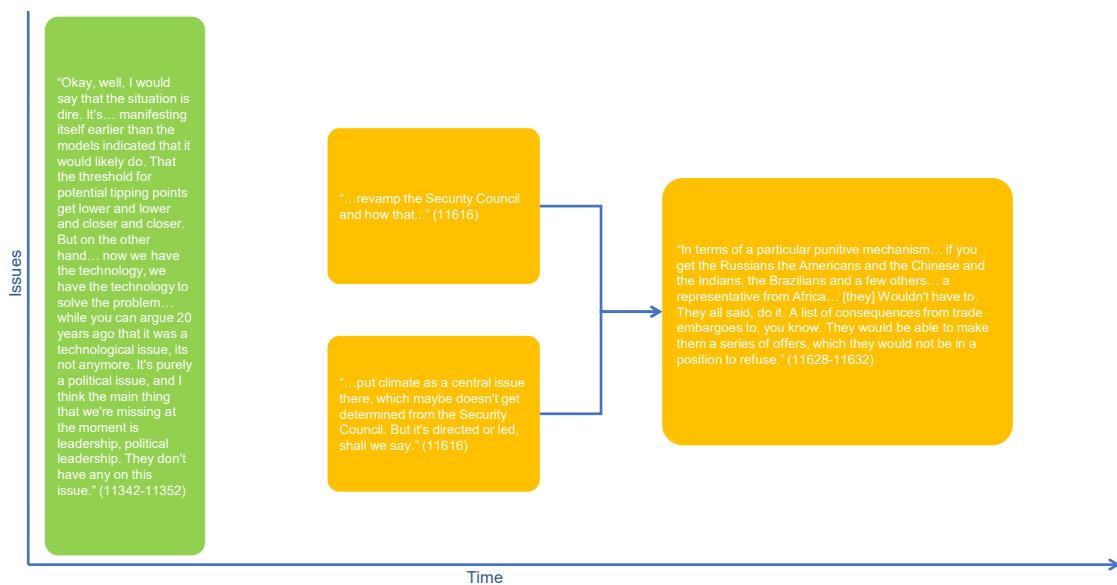 Issues
“Okay, well, I would
say that the situation is
dire. It's… manifesting
itself earlier than the
models indicated that it
would likely do. That
the threshold for
potential tipping points
get lower and lower
and closer and closer.
But on the other
hand… now we have
the technology, we
have the technology to
solve the problem…
while you can argue 20
years ago that it was a
technological issue, its
not anymore. It's purely
a political issue, and I
think the main thing
that we're missing at
the moment is
leadership, political
leadership. They don't
have any on this
issue.” (11342-11352)
“…revamp the Security Council
and how that...” (11616)
“…put climate as a central issue
there, which maybe doesn't get
determined from the Security
Council. But it's directed or led,
shall we say.” (11616)
“In terms of a particular punitive mechanism… if you
get the Russians the Americans and the Chinese and
the Indians, the Brazilians and a few others… a
representative from Africa… [they] Wouldn't have to.
They all said, do it. A list of consequences from trade
embargoes to, you know. They would be able to make
them a series of offers, which they would not be in a
position to refuse.” (11628-11632)
Time